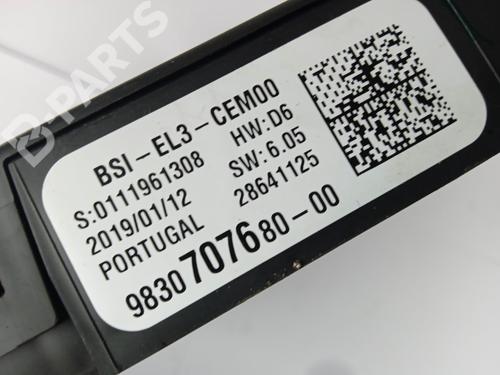 B-PARTS
BSI-EL3-CEM00
S:0111961308 HW:D6
2019/01/12 SW:6.05
PORTUGAL 28641125
9830707680-00